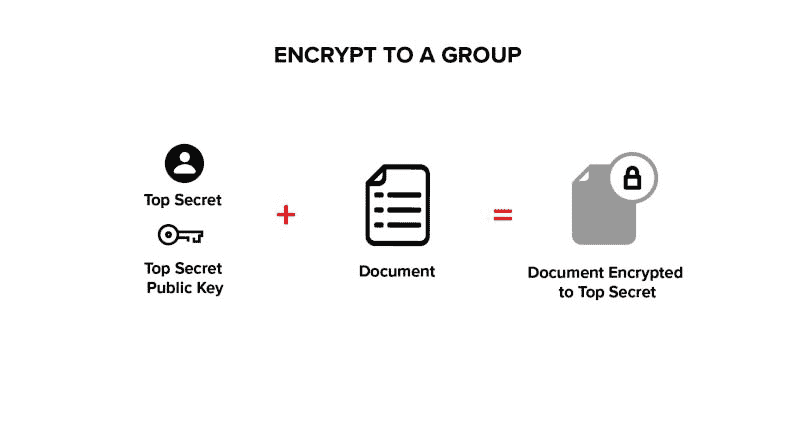 ENCRYPT TO A GROUP
Top Secret
Top Secret
Public Key
+
Document
=
Document Encrypted
to Top Secret